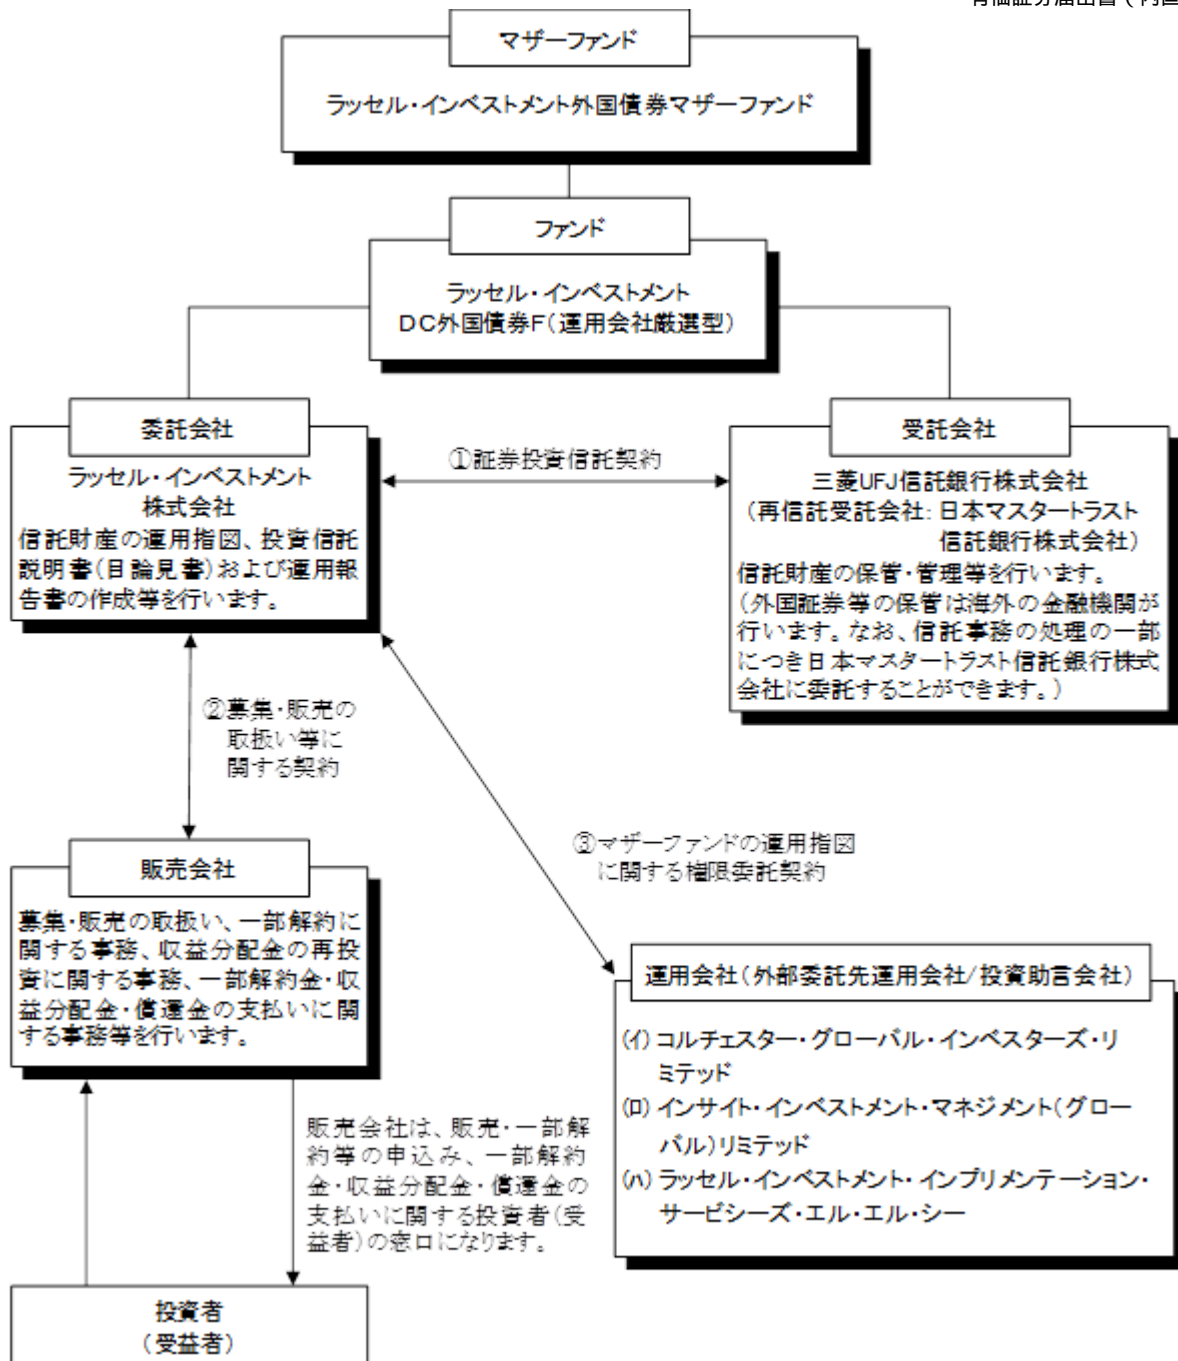 マザーファンド
ラッセル・インベストメント外国債券マザーファンド
ファンド
ラッセル・インベストメント
DC外国債券F(運用会社厳選型)
委託会社
ラッセル・インベストメント
株式会社
信託財産の運用指図、投資信託
説明書(目論見書)および運用報
告書の作成等を行います。
①証券投資信託契約
受託会社
三菱UFJ信託銀行株式会社
(再信託受託会社:日本マスタートラスト
信託銀行株式会社)
信託財産の保管・管理等を行います。
(外国証券等の保管は海外の金融機関が
行います。なお、信託事務の処理の一部
につき日本マスタートラスト信託銀行株式
会社に委託することができます。)
②募集・販売の
取扱い等に
関する契約
③マザーファンドの運用指図
に関する権限委託契約
販売会社
募集・販売の取扱い、一部解約に
関する事務、収益分配金の再投
資に関する事務、一部解約金・収
益分配金・償還金の支払いに関
する事務等を行います。
運用会社(外部委託先運用会社/投資助言会社)
(イ) コルチェスター・グローバル・インベスターズ・リ
ミテッド
(ロ) インサイト・インベストメント・マネジメント(グロー
バル)リミテッド
(ハ) ラッセル・インベストメント・インプリメンテーション・
サービシーズ・エル・エル・シー
販売会社は、販売・一部解
約等の申込み、一部解約
金・収益分配金・償還金の
支払いに関する投資者(受
益者)の窓口になります。
投資者
(受益者)